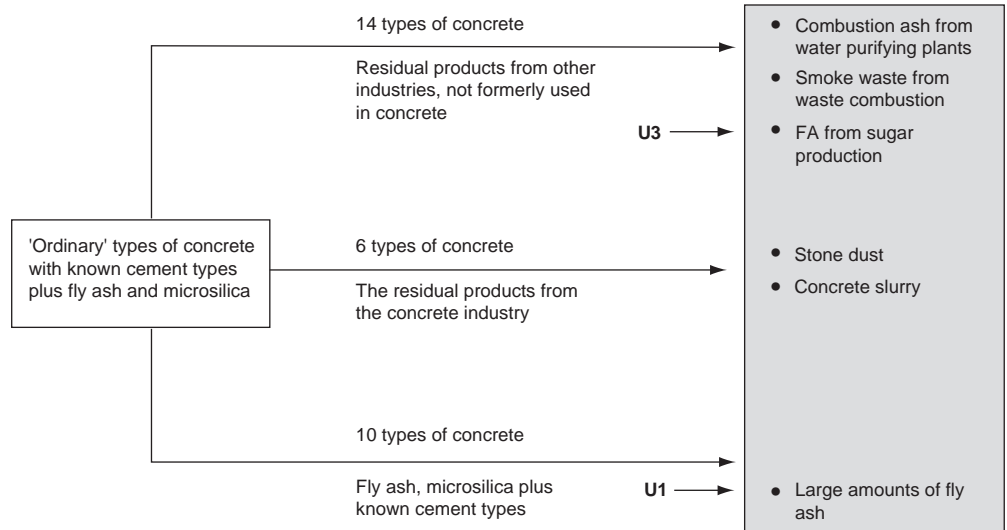 'Ordinary' types of concrete
with known cement types
plus fly ash and microsilica
14 types of concrete
Residual products from other
industries, not formerly used
in concrete
U3
• Combustion ash from
water purifying plants
• Smoke waste from
waste combustion
• FA from sugar
production
6 types of concrete
The residual products from
the concrete industry
• Stone dust
• Concrete slurry
10 types of concrete
Fly ash, microsilica plus
known cement types
U1
• Large amounts of fly
ash